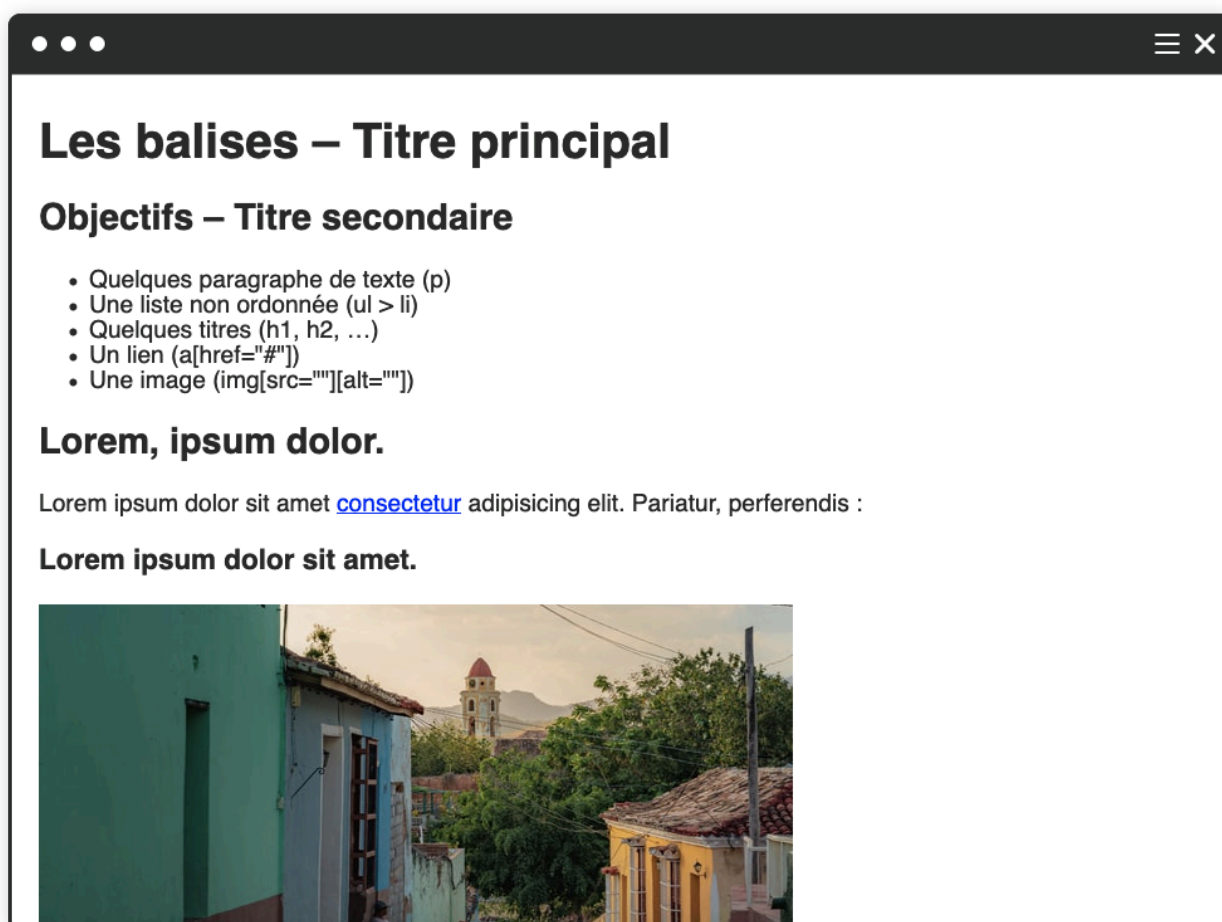 Les balises – Titre principal
Objectifs – Titre secondaire
• Quelques paragraphe de texte (p)
• Une liste non ordonnée (ul > li)
• Quelques titres (h1, h2, …)
• Un lien (a[href="#"])
• Une image (img[src=""][alt=""])
Lorem, ipsum dolor.
Lorem ipsum dolor sit amet consectetur adipisicing elit. Pariatur, perferendis :
Lorem ipsum dolor sit amet.